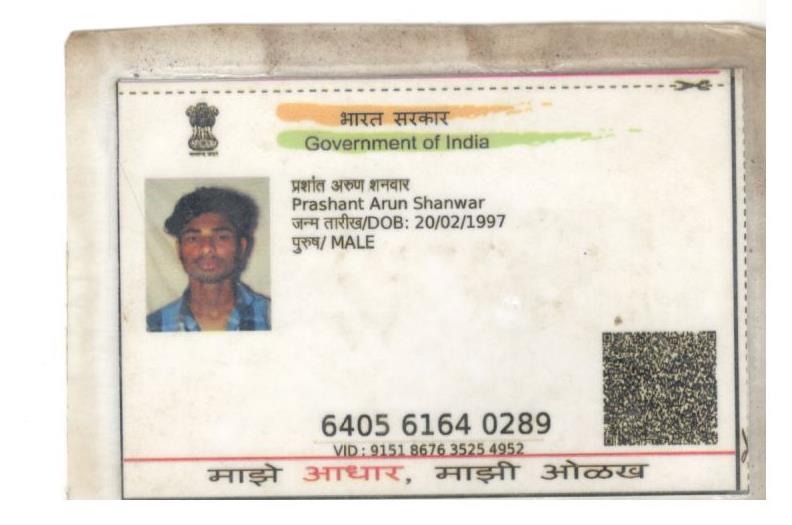 भारत सरकार
Government of India
प्रशांत अरुण शनवार
Prashant Arun Shanwar
जन्म तारीख/DOB: 20/02/1997
पुरुष/ MALE
6405 6164 0289
VID : 9151 8676 3525 4952
माझे आधार, माझी ओळख